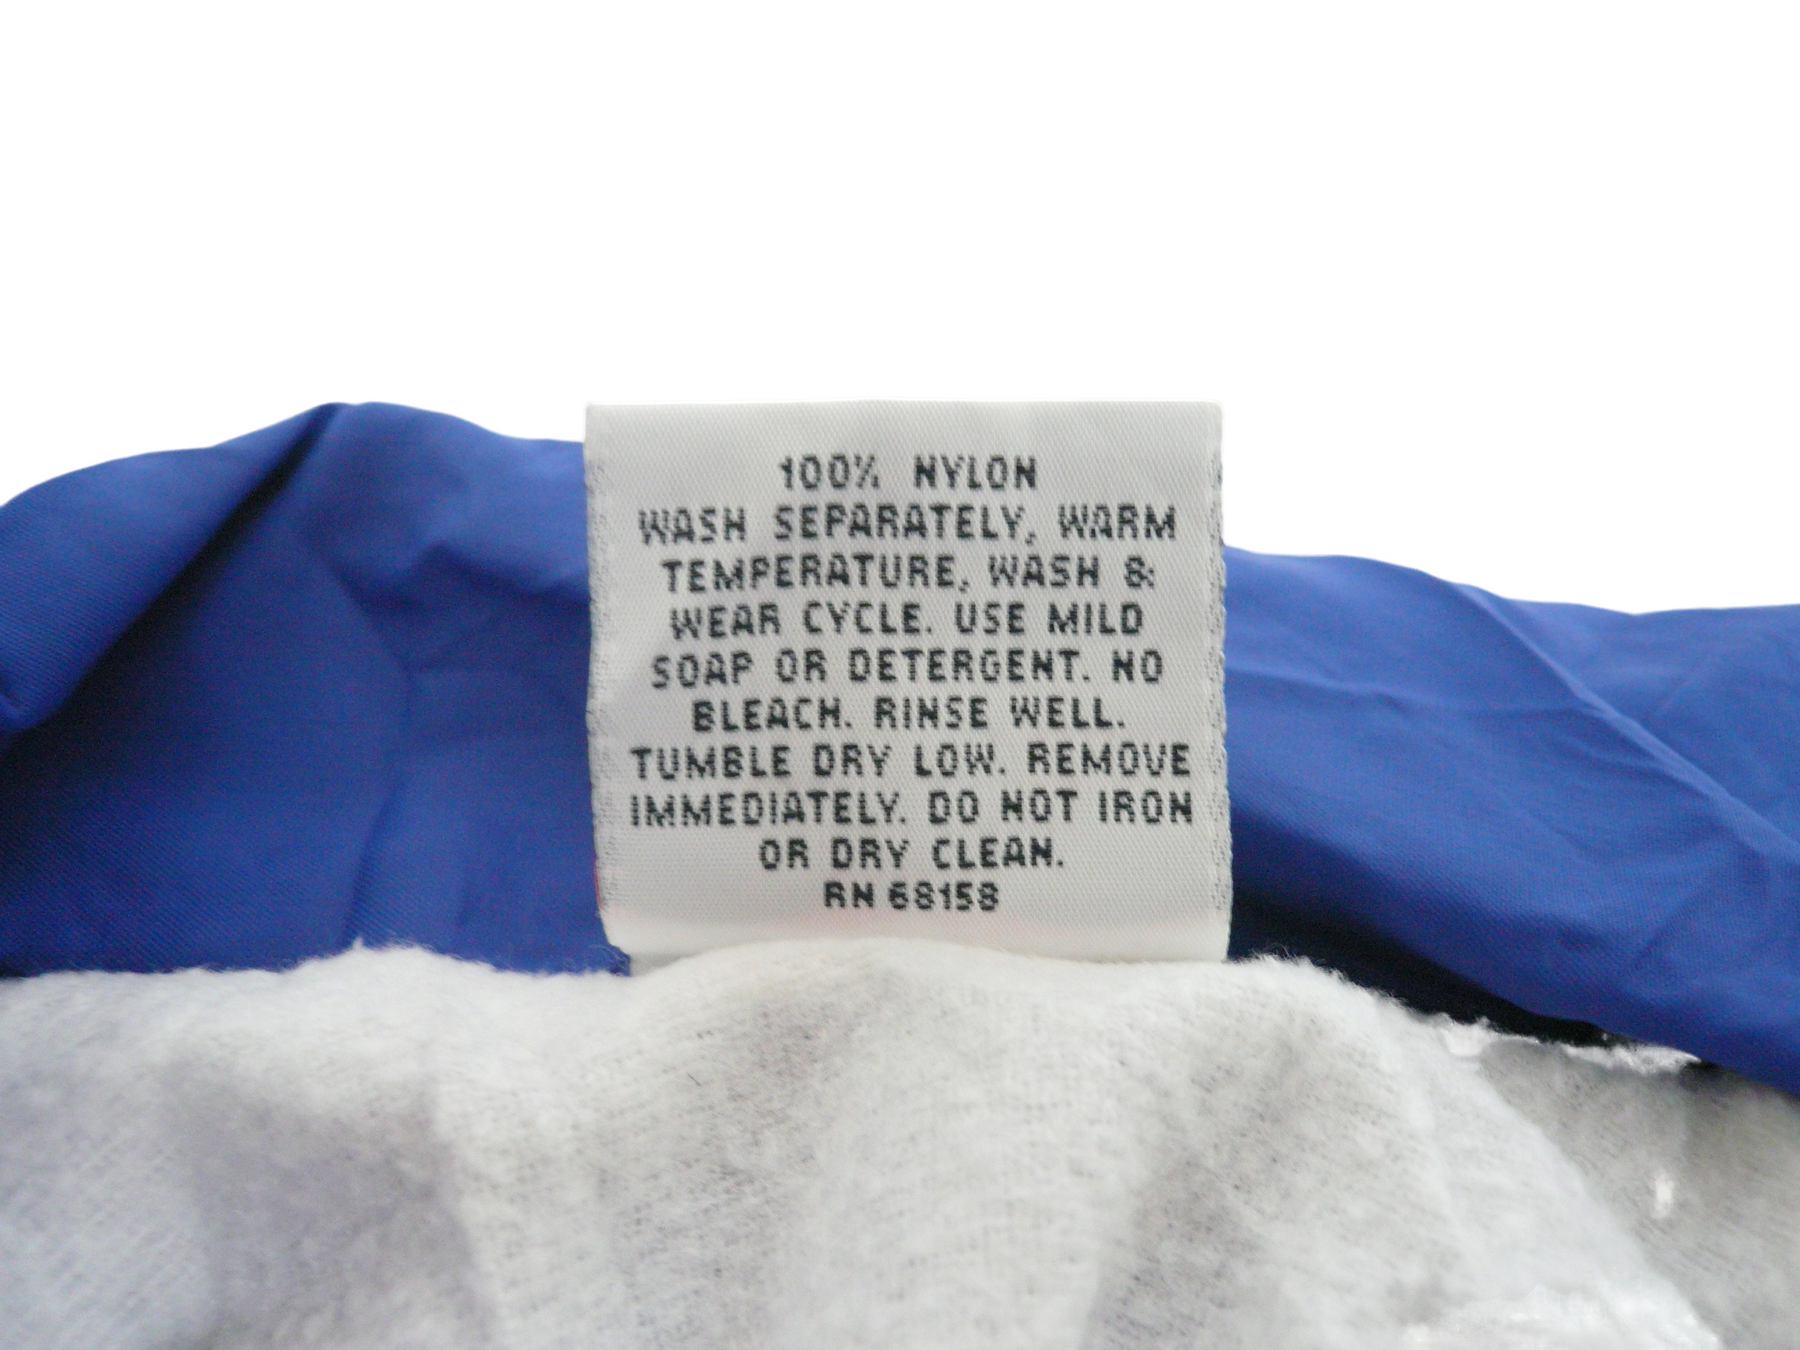 100% NYLON
WASH SEPARATELY, WARM
TEMPERATURE, WASH &
WEAR CYCLE. USE MILD
SOAP OR DETERGENT. NO
BLEACH. RINSE WELL.
TUMBLE DRY LOW. REMOVE
IMMEDIATELY. DO NOT IRON
OR DRY CLEAN.
RN 68158